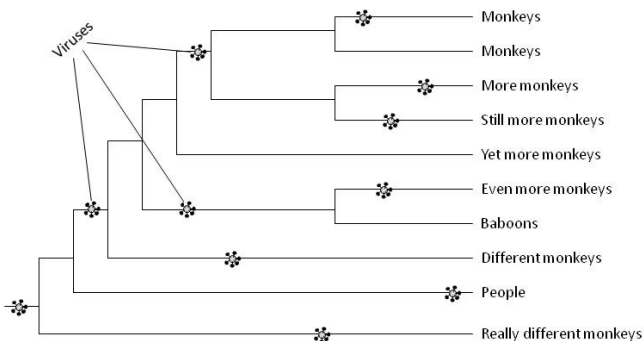 Viruses
Monkeys
Monkeys
More monkeys
Still more monkeys
Yet more monkeys
Even more monkeys
Baboons
Different monkeys
People
Really different monkeys